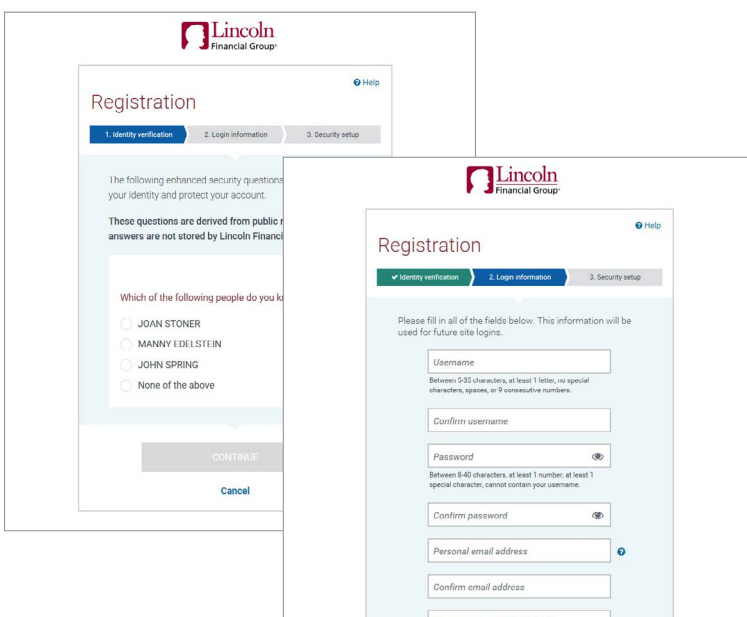 Lincoln
Financial Group®
Help
Registration
1. Identity verification
2. Login information
3. Security setup
The following enhanced security questions
your identity and protect your account.
These questions are derived from public
answers are not stored by Lincoln Financi
Which of the following people do you
JOAN STONER
MANNY EDELSTEIN
JOHN SPRING
None of the above
CONTINUE
Cancel
Lincoln
Financial Group®
Help
Registration
Identity verification
2. Login information
3. Security setup
Please fill in all of the fields below. This information will be
used for future site logins.
Username
Between 5-35 characters, at least 1 letter, no special
characters, spaces, or 9 consecutive numbers.
Confirm username
Password
Between 8-40 characters, at least 1 number, at least 1
special character, cannot contain your username.
Confirm password
Personal email address
Confirm email address